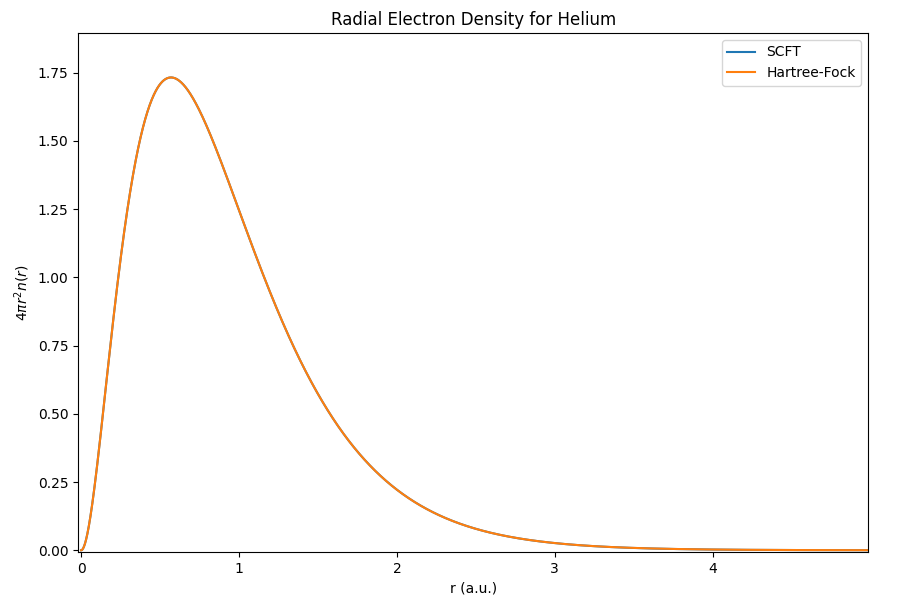 Radial Electron Density for Helium
SCFT
Hartree-Fock
1.75
1.50
1.25
1.00
0.75
0.50
0.25
0.00
4πr²n(r)
0 1 2 3 4
r (a.u.)